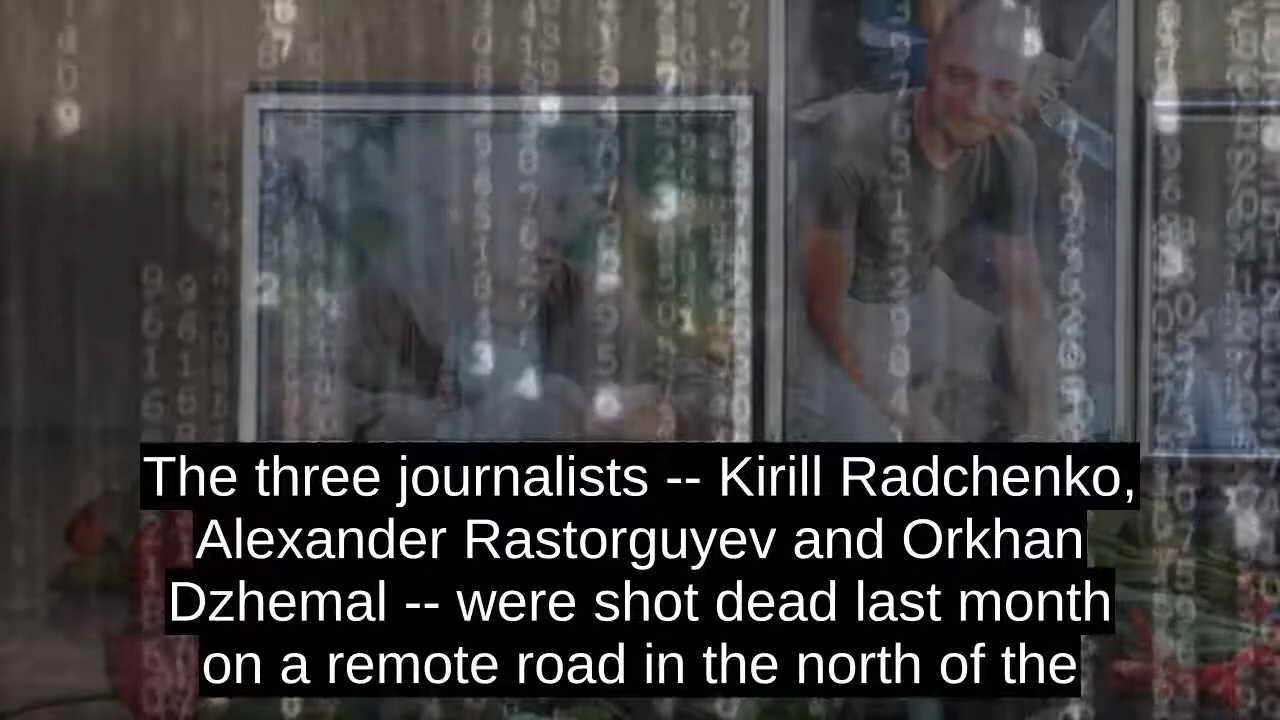 The three journalists -- Kirill Radchenko,
Alexander Rastorguyev and Orkhan
Dzhemal -- were shot dead last month
on a remote road in the north of the